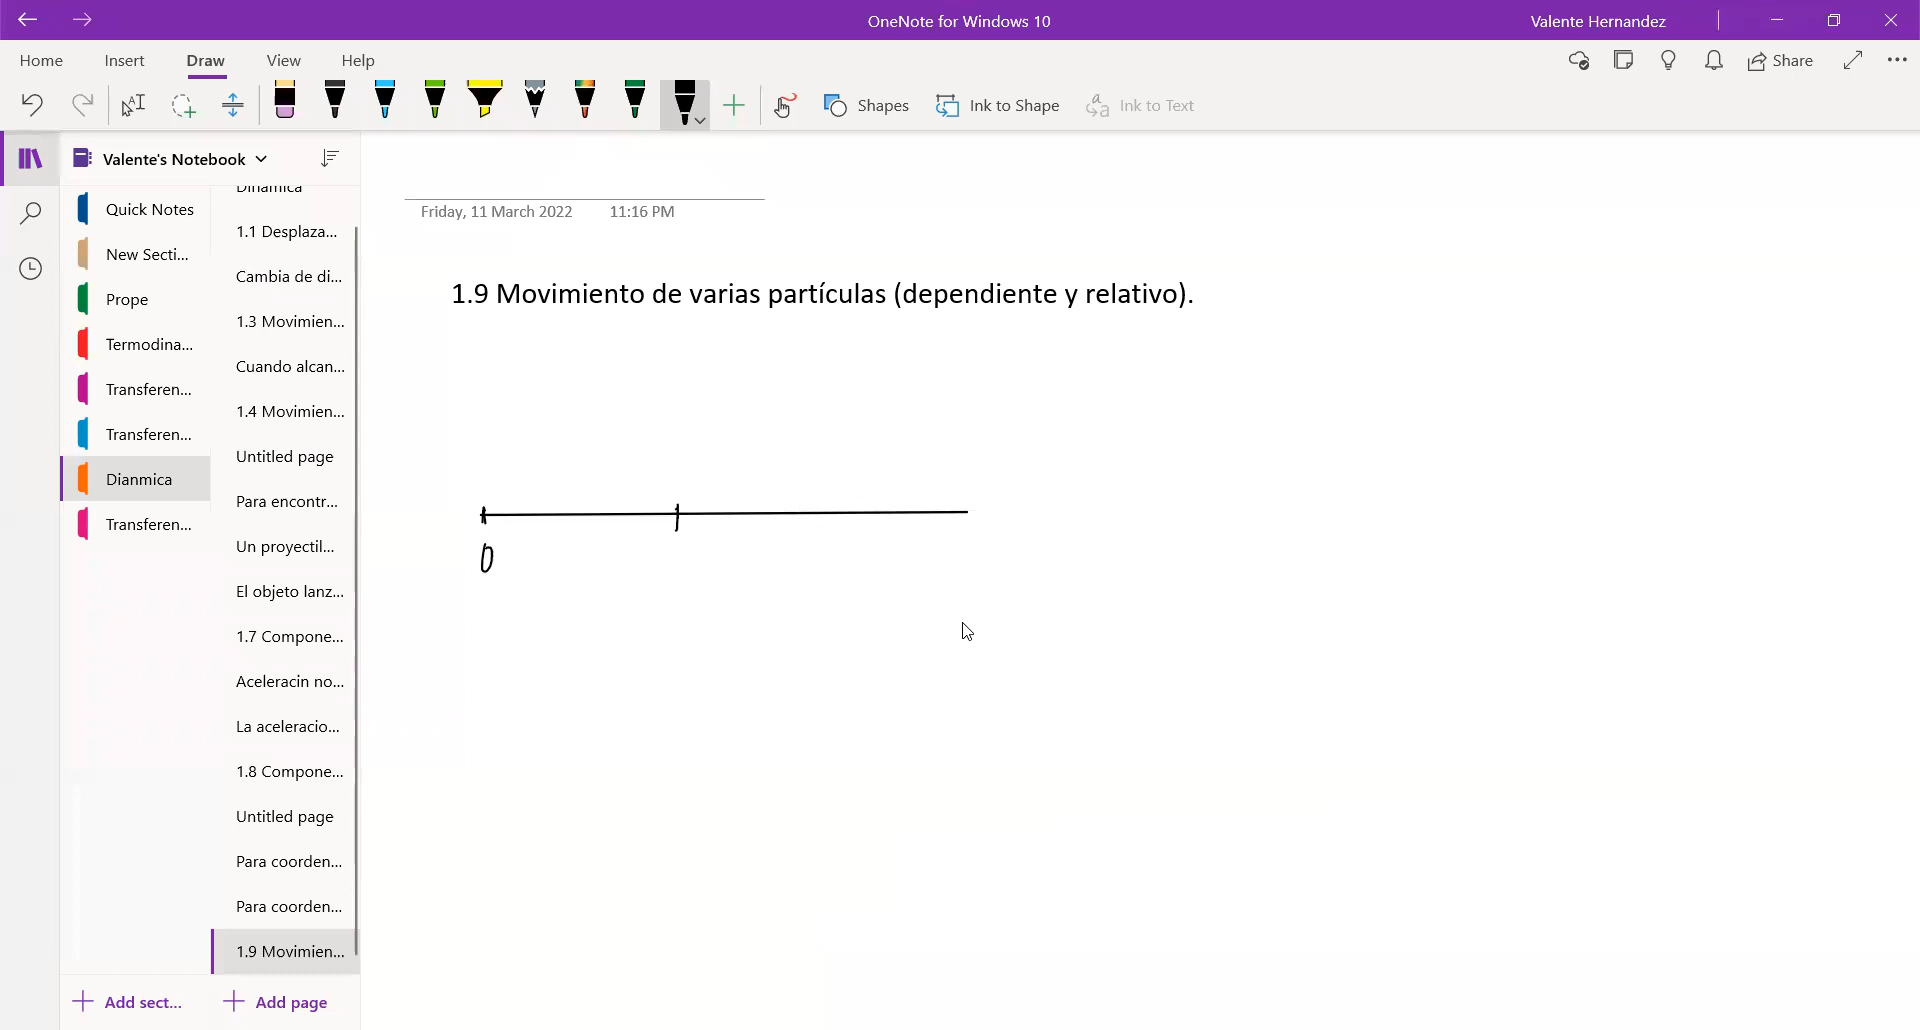 OneNote for Windows 10
Valente Hernandez
Home
Insert
Draw
View
Help
Share
Shapes
Ink to Shape
Ink to Text
Valente's Notebook
Quick Notes
New Secti...
Prope
Termodina...
Transferen...
Transferen...
Dianmica
Transferen...
Add sect...
Dinamica
1.1 Desplaza...
Cambia de di...
1.3 Movimien...
Cuando alcan...
1.4 Movimien...
Untitled page
Para encontr...
Un proyectil...
El objeto lanz...
1.7 Compone...
Aceleracin no...
La aceleracio...
1.8 Compone...
Untitled page
Para coorden...
Para coorden...
1.9 Movimien...
Add page
Friday, 11 March 2022 11:16 PM
1.9 Movimiento de varias partículas (dependiente y relativo).
0